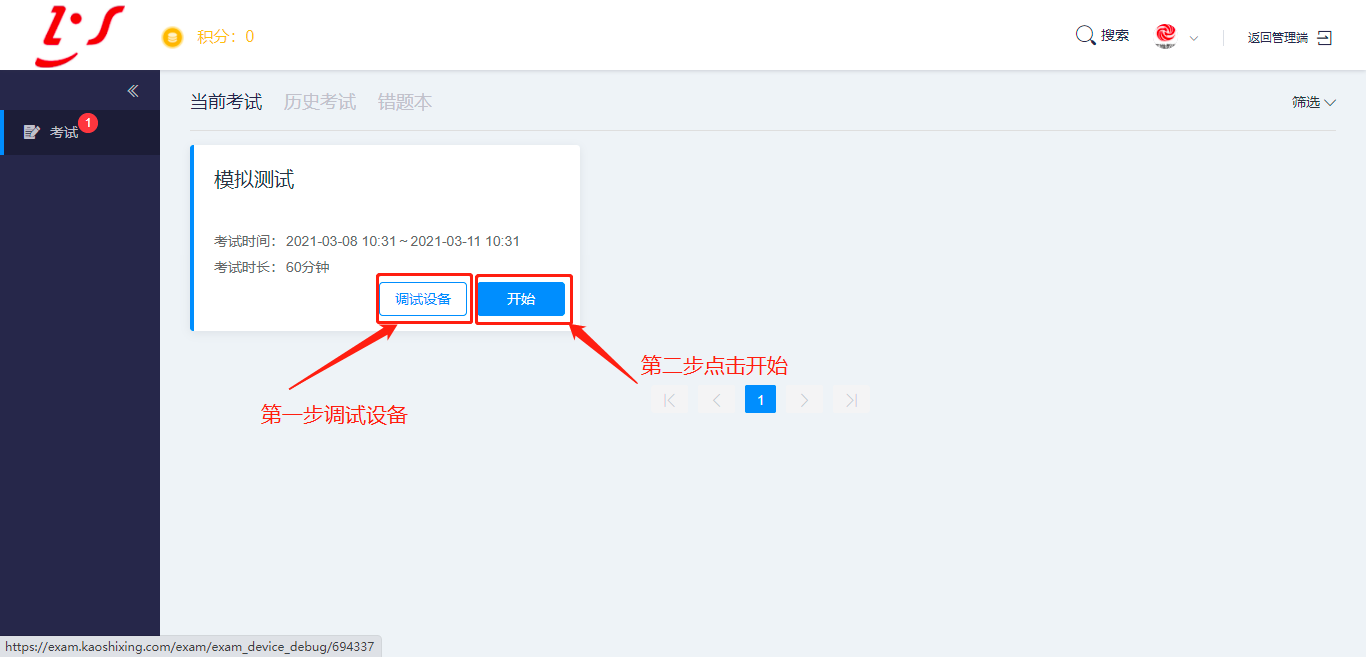 积分：0
搜索
返回管理端
考试
1
当前考试 历史考试 错题本
筛选
模拟测试
考试时间： 2021-03-08 10:31 ~ 2021-03-11 10:31
考试时长： 60分钟
调试设备
开始
第二步点击开始
1
第一步调试设备
https://exam.kaoshixing.com/exam/exam_device_debug/694337